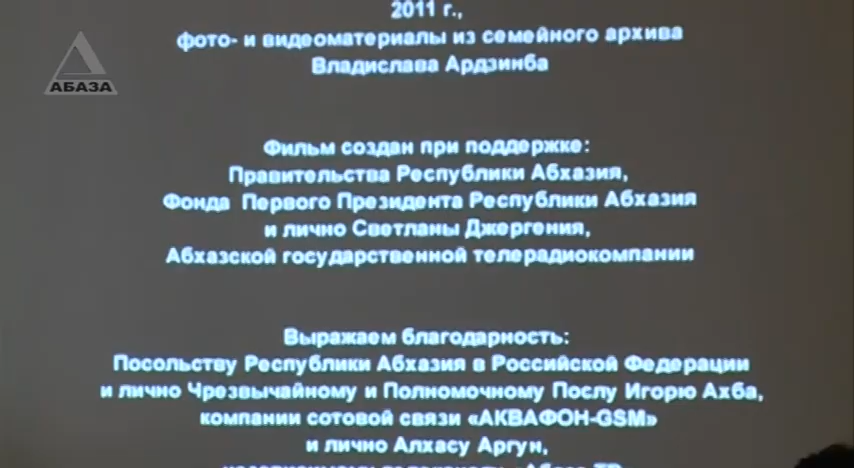 АБАЗА
2011 г.,
фото- и видеоматериалы из семейного архива
Владислава Ардзинба
Фильм создан при поддержке:
Правительства Республики Абхазия,
Фонда Первого Президента Республики Абхазия
и лично Светланы Джергения,
Абхазской государственной телерадиокомпании
Выражаем благодарность:
Посольству Республики Абхазия в Российской Федерации
и лично Чрезвычайному и Полномочному Послу Игорю Ахба,
компании сотовой связи «АКВАФОН-GSM»
и лично Алхасу Аргун,